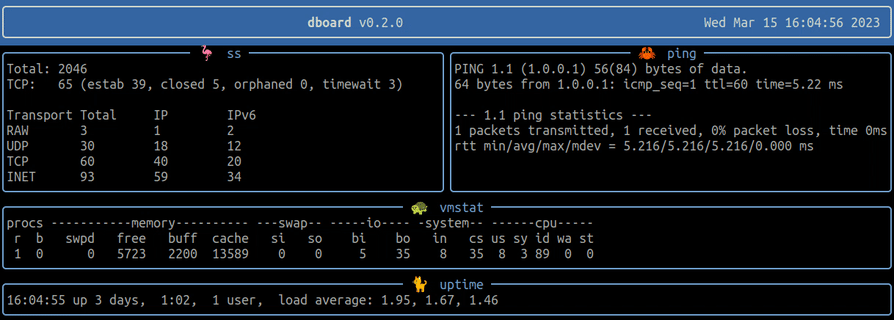 dboard v0.2.0 Wed Mar 15 16:04:56 2023
ss
Total: 2046
TCP:   65 (estab 39, closed 5, orphaned 0, timewait 3)
Transport Total     IP        IPv6
RAW       3         1         2
UDP       30        18        12
TCP       60        40        20
INET      93        59        34
ping
PING 1.1 (1.0.0.1) 56(84) bytes of data.
64 bytes from 1.0.0.1: icmp_seq=1 ttl=60 time=5.22 ms
--- 1.1 ping statistics ---
1 packets transmitted, 1 received, 0% packet loss, time 0ms
rtt min/avg/max/mdev = 5.216/5.216/5.216/0.000 ms
vmstat
procs -----------memory---------- ---swap-- -----io---- -system-- ------cpu-----
 r  b   swpd   free   buff  cache   si   so    bi    bo   in   cs us sy id wa st
 1  0      0   5723   2200  13589    0    0     5    35    8   35  8  3 89  0  0
uptime
16:04:55 up 3 days,  1:02,  1 user,  load average: 1.95, 1.67, 1.46